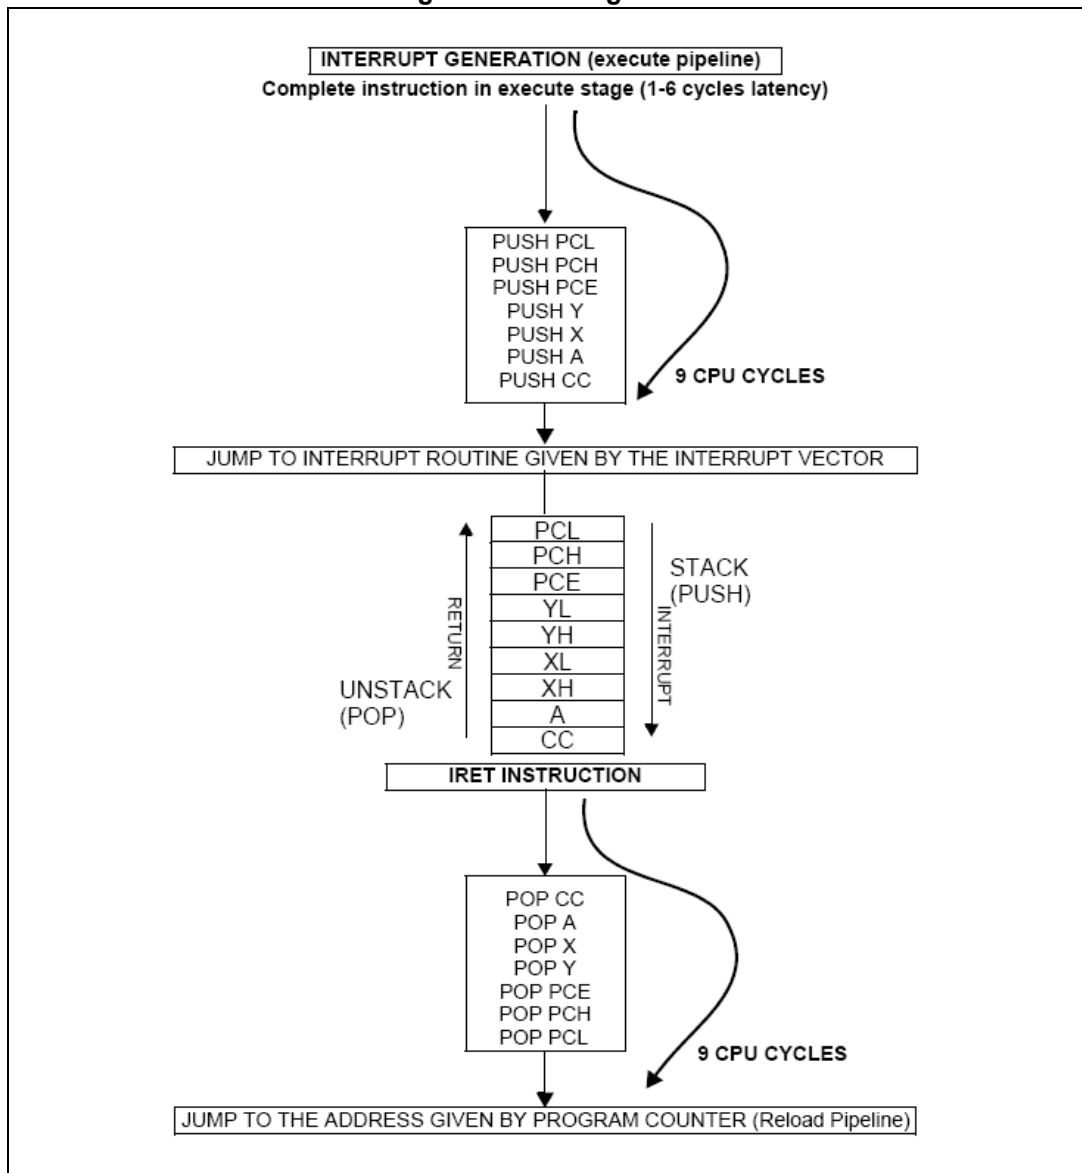 INTERRUPT GENERATION (execute pipeline)
Complete instruction in execute stage (1-6 cycles latency)
PUSH PCL
PUSH PCH
PUSH PCE
PUSH Y
PUSH X
PUSH A
PUSH CC
9 CPU CYCLES
JUMP TO INTERRUPT ROUTINE GIVEN BY THE INTERRUPT VECTOR
PCL
PCH
PCE
YL
YH
XL
XH
A
CC
RETURN
UNSTACK
(POP)
INTERRUPT
STACK
(PUSH)
IRET INSTRUCTION
POP CC
POP A
POP X
POP Y
POP PCE
POP PCH
POP PCL
9 CPU CYCLES
JUMP TO THE ADDRESS GIVEN BY PROGRAM COUNTER (Reload Pipeline)